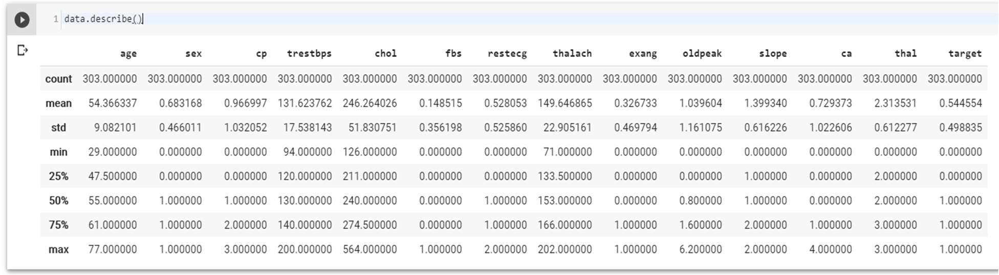 1 data.describe()
age sex cp trestbps chol fbs restecg thalach exang oldpeak slope ca thal target
count 303.000000 303.000000 303.000000 303.000000 303.000000 303.000000 303.000000 303.000000 303.000000 303.000000 303.000000 303.000000 303.000000 303.000000
mean 54.366337 0.683168 0.966997 131.623762 246.264026 0.148515 0.528053 149.646865 0.326733 1.039604 1.399340 0.729373 2.313531 0.544554
std 9.082101 0.466011 1.032052 17.538143 51.830751 0.356198 0.525860 22.905161 0.469794 1.161075 0.616226 1.022606 0.612277 0.498835
min 29.000000 0.000000 0.000000 94.000000 126.000000 0.000000 0.000000 71.000000 0.000000 0.000000 0.000000 0.000000 0.000000 0.000000
25% 47.500000 0.000000 0.000000 120.000000 211.000000 0.000000 0.000000 133.500000 0.000000 0.000000 1.000000 0.000000 2.000000 0.000000
50% 55.000000 1.000000 1.000000 130.000000 240.000000 0.000000 1.000000 153.000000 0.000000 0.800000 1.000000 0.000000 2.000000 1.000000
75% 61.000000 1.000000 2.000000 140.000000 274.500000 0.000000 1.000000 166.000000 1.000000 1.600000 2.000000 1.000000 3.000000 1.000000
max 77.000000 1.000000 3.000000 200.000000 564.000000 1.000000 2.000000 202.000000 1.000000 6.200000 2.000000 4.000000 3.000000 1.000000